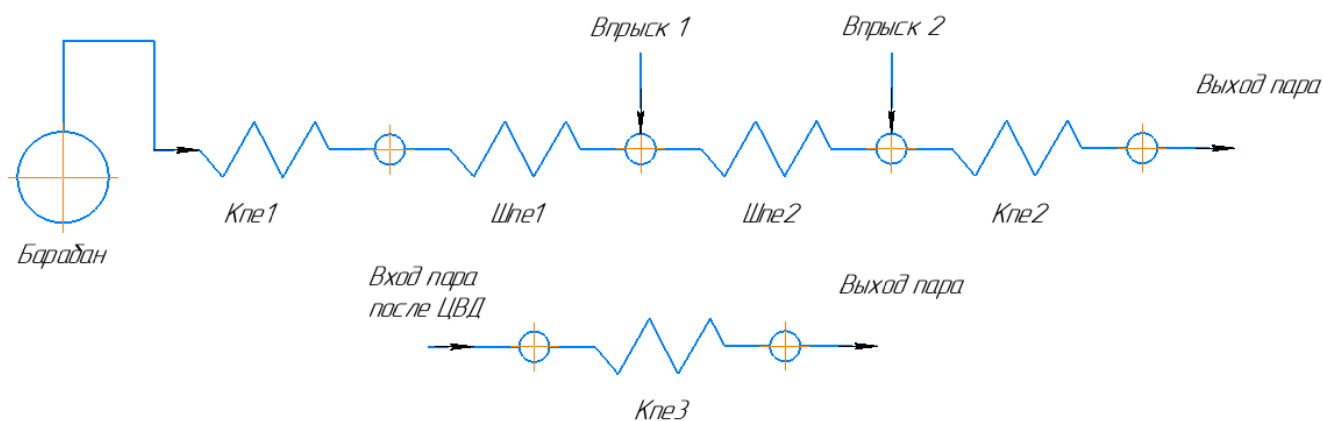 Впрыск 1
Впрыск 2
Выход пара
Кпе1
Шпе1
Шпе2
Кпе2
Барабан
Вход пара
после ЦВД
Выход пара
Кпе3